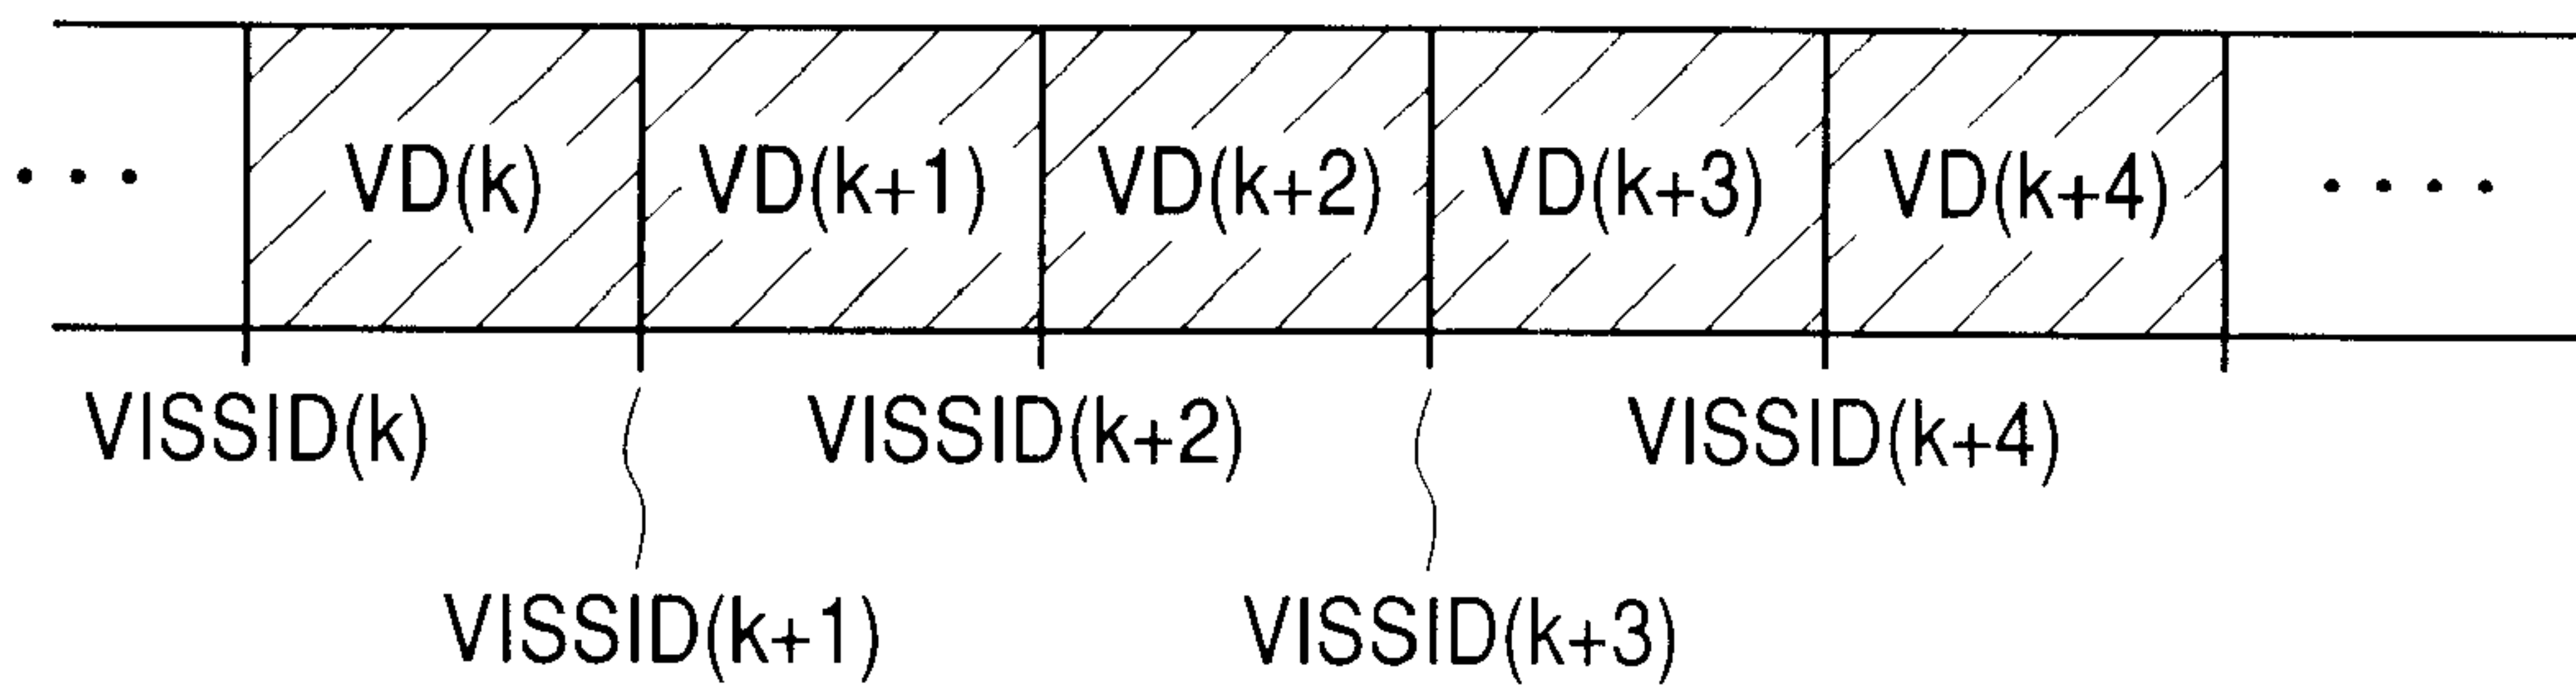 ... VD(k) VD(k+1) VD(k+2) VD(k+3) VD(k+4) ....
VISSID(k) VISSID(k+2) VISSID(k+4)
VISSID(k+1) VISSID(k+3)